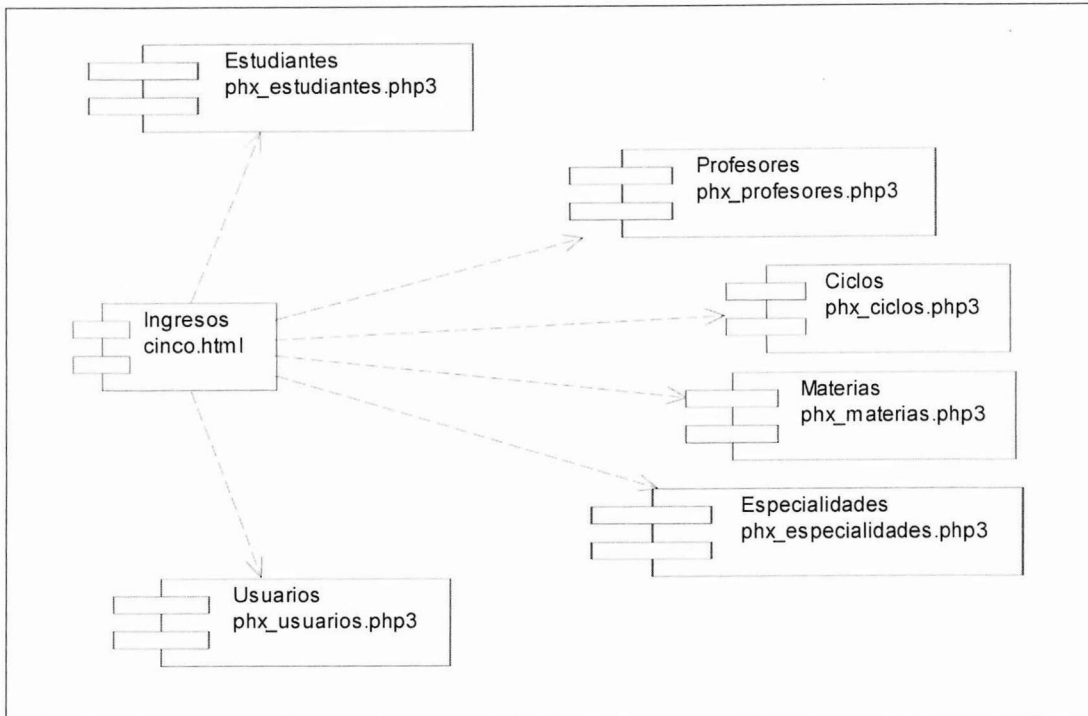 Estudiantes
phx_estudiantes.php3
Profesores
phx_profesores.php3
Ciclos
phx_ciclos.php3
Ingresos
cinco.html
Materias
phx_materias.php3
Especialidades
phx_especialidades.php3
Usuarios
phx_usuarios.php3